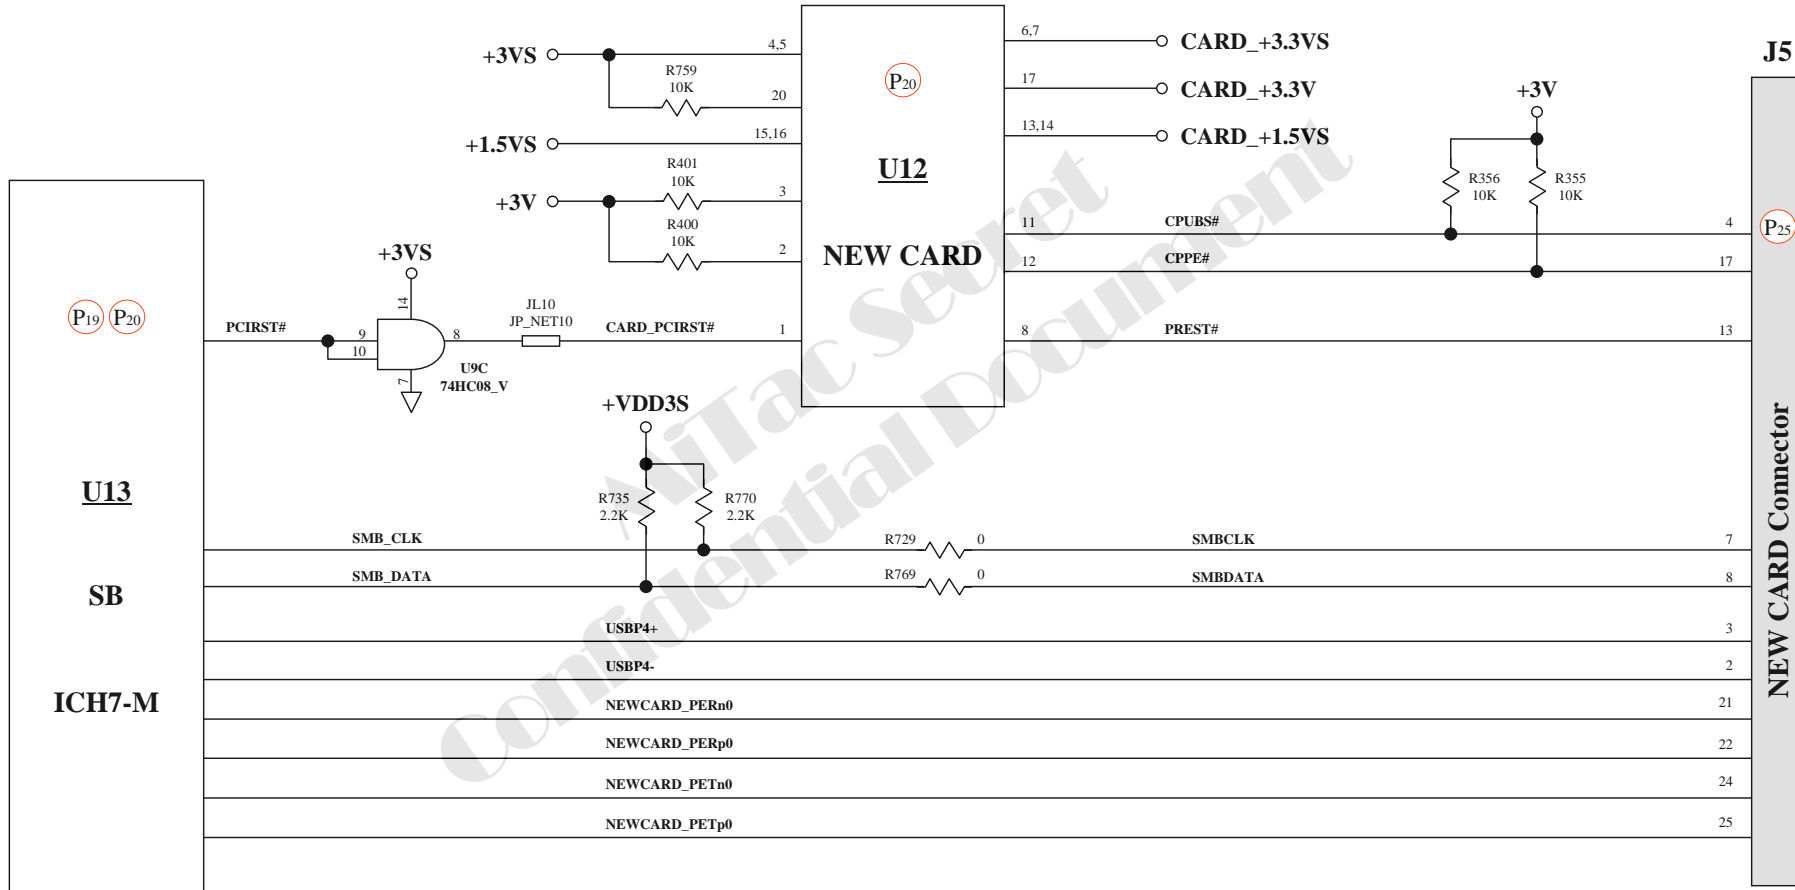 +3VS
4,5
R759
10K
20
+1.5VS
15,16
R401
10K
3
+3V
R400
10K
2
P20
U12
NEW CARD
6,7
CARD_+3.3VS
17
CARD_+3.3V
13,14
CARD_+1.5VS
J5
+3V
R356
10K
R355
10K
11
CPUBS#
4
P25
12
CPPE#
17
8
PREST#
13
+3VS
14
P19
P20
PCIRST#
9
10
8
7
U9C
74HC08_V
JL10
JP_NET10
CARD_PCIRST#
1
+VDD3S
R735
2.2K
R770
2.2K
U13
SB
ICH7-M
SMB_CLK
R729
0
SMBCLK
7
SMB_DATA
R769
0
SMBDATA
8
USBP4+
3
USBP4-
2
NEWCARD_PERn0
21
NEWCARD_PERp0
22
NEWCARD_PETn0
24
NEWCARD_PETp0
25
NEW CARD Connector
MiTac Secret
Confidential Document